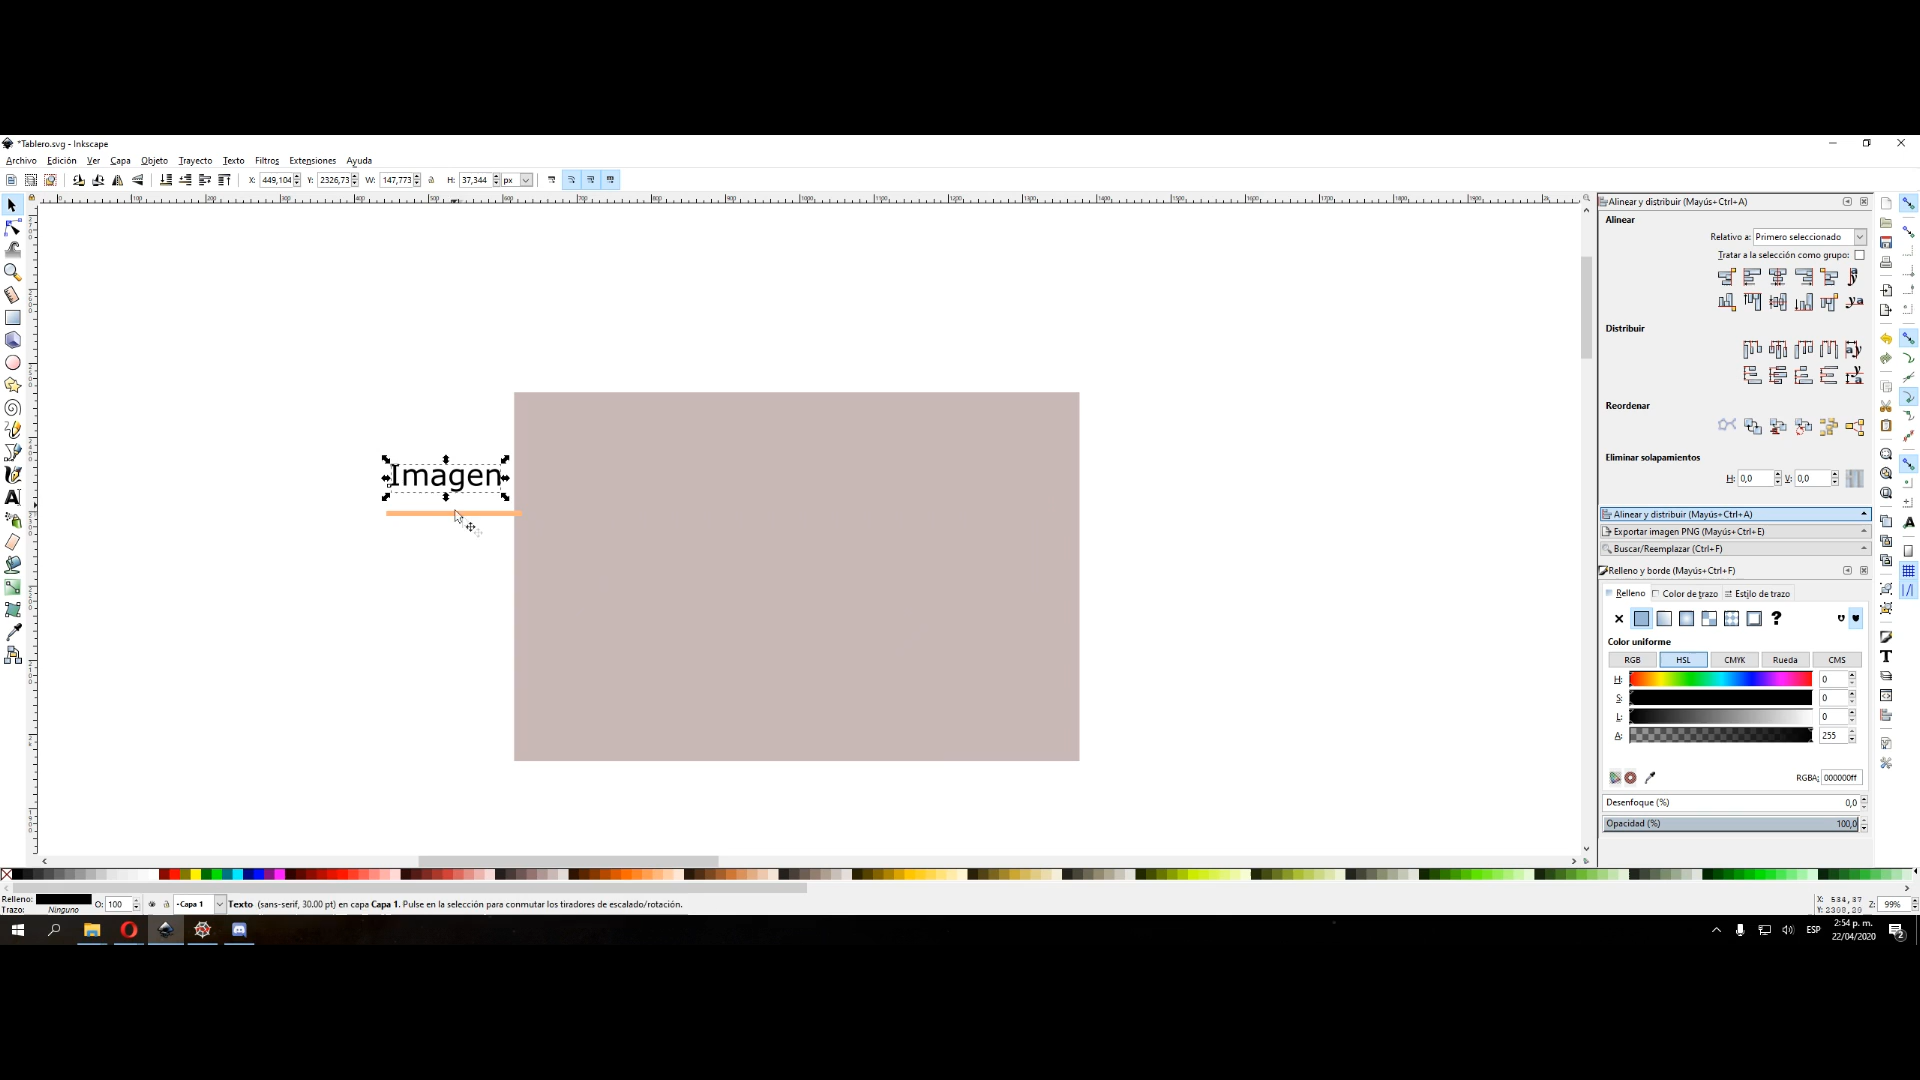 *Tablero.svg - Inkscape
Archivo Edición Ver Capa Objeto Trayecto Texto Filtros Extensiones Ayuda
X: 449,104 Y: 2326,73 W: 147,773 H: 37,344 px
Alinear y distribuir (Mayús+Ctrl+A)
Alinear
Relativo a: Primero seleccionado
Tratar a la selección como grupo:
Distribuir
Reordenar
Eliminar solapamientos
H: 0,0 V: 0,0
Imagen
Alinear y distribuir (Mayús+Ctrl+A)
Exportar imagen PNG (Mayús+Ctrl+E)
Buscar/Reemplazar (Ctrl+F)
Relleno y borde (Mayús+Ctrl+F)
Relleno Color de trazo Estilo de trazo
Color uniforme
RGB HSL CMYK Rueda CMS
H: 0
S: 0
L: 0
A: 255
RGBA: 000000ff
Desenfoque (%) 0,0
Opacidad (%) 100,0
Relleno:
Trazo: Ninguno
O: 100
Capa 1
Texto (sans-serif, 30.00 pt) en capa Capa 1. Pulse en la selección para conmutar los tiradores de escalado/rotación.
X: 534,37
Z: 99%
ESP
2:54 p. m.
22/04/2020
2